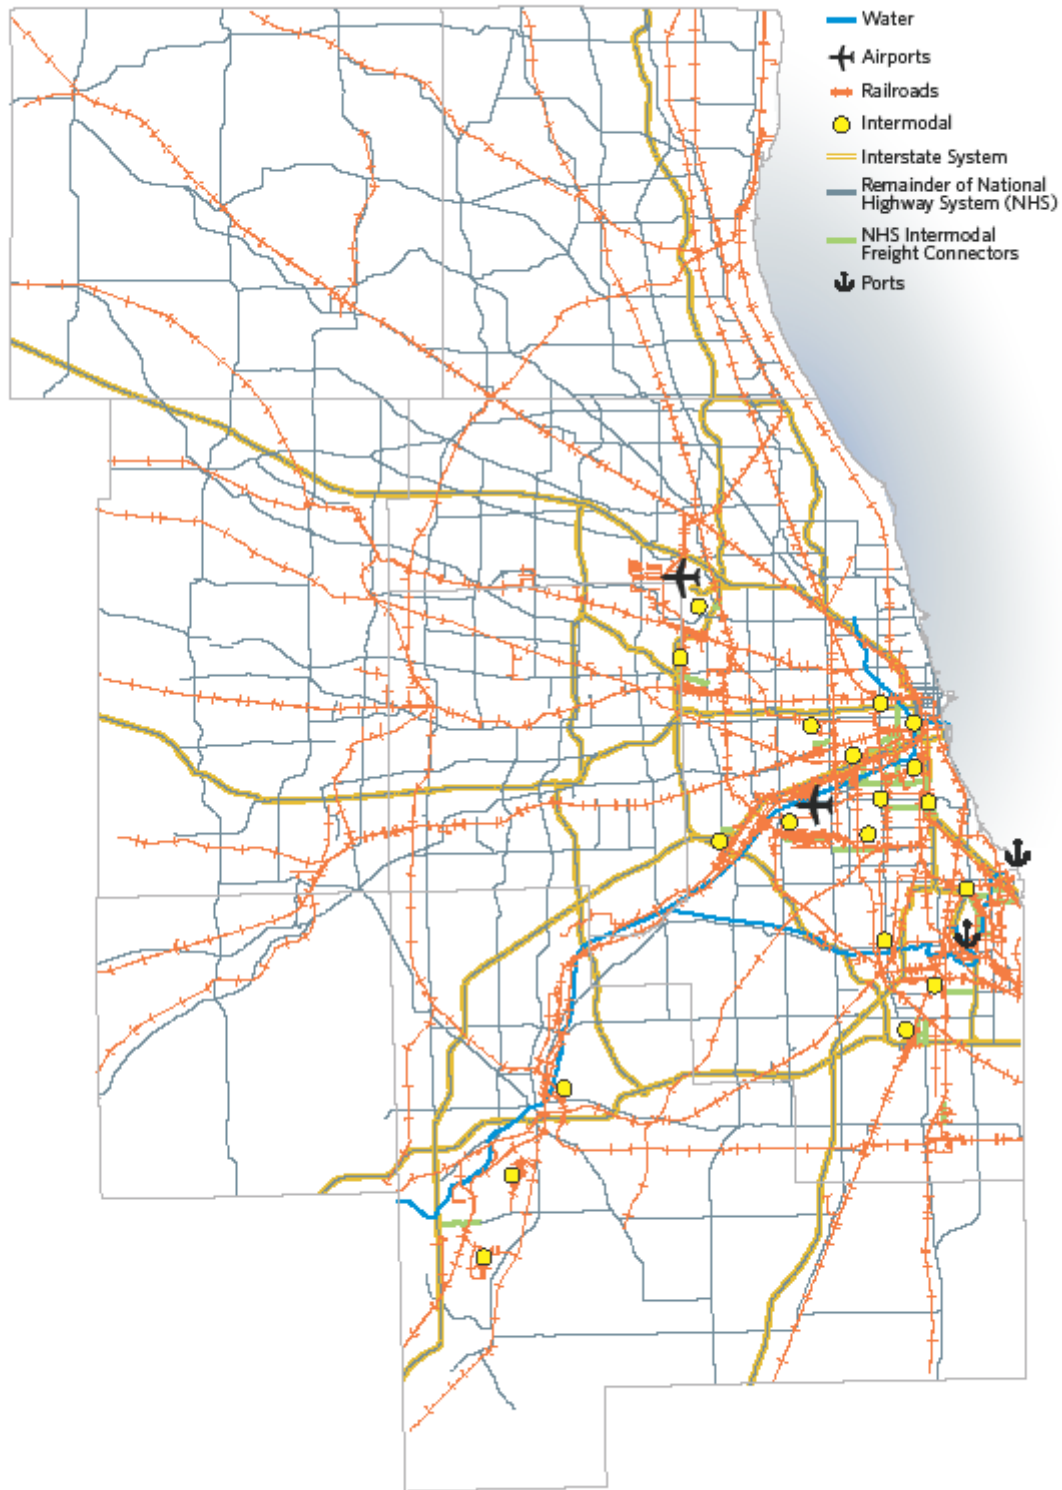 Water
Airports
Railroads
Intermodal
Interstate System
Remainder of National
Highway System (NHS)
NHS Intermodal
Freight Connectors
Ports